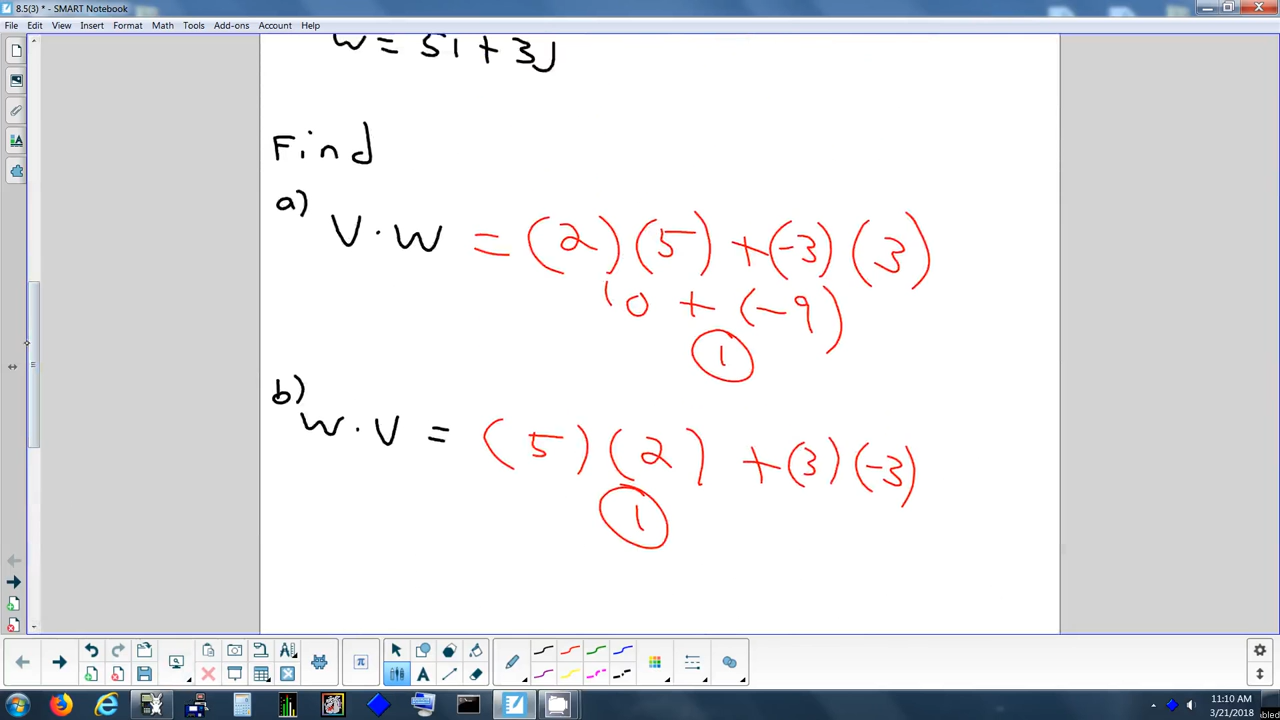 8.5(3) * - SMART Notebook
File Edit View Insert Format Math Tools Add-ons Account Help
w = 5i + 3j
Find
a) V · W = (2)(5) + (-3)(3)
10 + (-9)
1
b) W · V = (5)(2) + (3)(-3)
1
π
A
11:10 AM
3/21/2018
abled